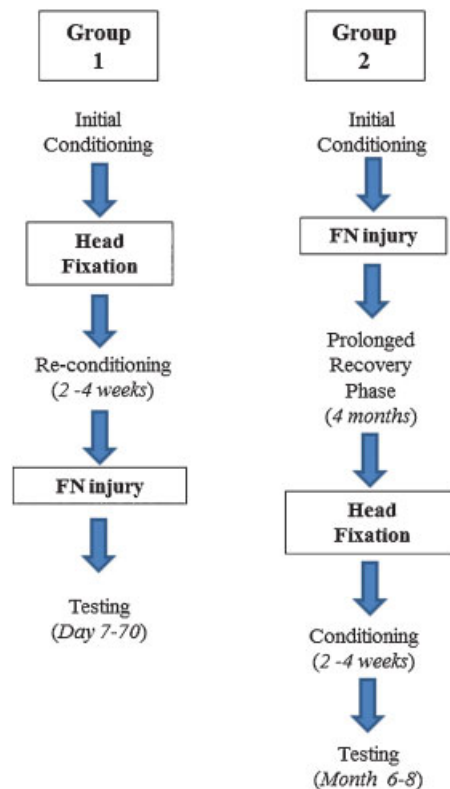 Group
1
Initial
Conditioning
Head
Fixation
Re-conditioning
(2 -4 weeks)
FN injury
Testing
(Day 7-70)
Group
2
Initial
Conditioning
FN injury
Prolonged
Recovery
Phase
(4 months)
Head
Fixation
Conditioning
(2 -4 weeks)
Testing
(Month 6-8)